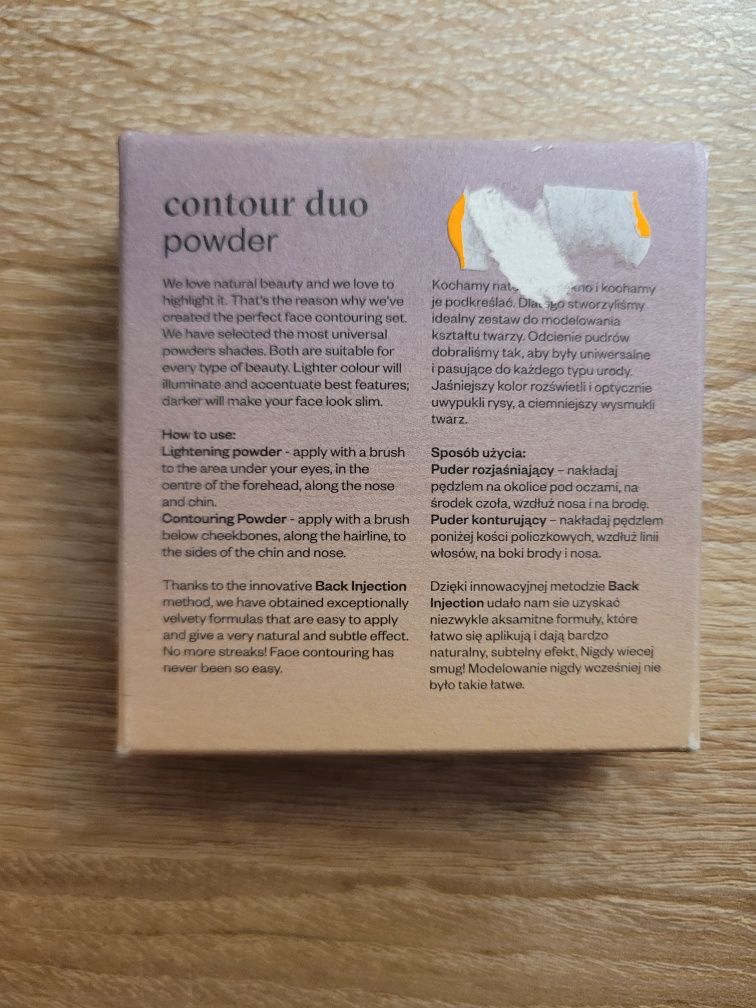 contour duo
powder
We love natural beauty and we love to
highlight it. That's the reason why we've
created the perfect face contouring set.
We have selected the most universal
powders shades. Both are suitable for
every type of beauty. Lighter colour will
illuminate and accentuate best features;
darker will make your face look slim.
How to use:
Lightening powder - apply with a brush
to the area under your eyes, in the
centre of the forehead, along the nose
and chin.
Contouring Powder - apply with a brush
below cheekbones, along the hairline, to
the sides of the chin and nose.
Thanks to the innovative Back Injection
method, we have obtained exceptionally
velvety formulas that are easy to apply
and give a very natural and subtle effect.
No more streaks! Face contouring has
never been so easy.
Kochamy i kochamy
je podkreślać. stworzyliśmy
idealny zestaw do modelowania
kształtu twarzy. Odcienie pudrów
dobraliśmy tak, aby były uniwersalne
i pasujące do każdego typu urody.
Jaśniejszy kolor rozświetli i optycznie
uwypukli rysy, a ciemniejszy wysmukli
twarz.
Sposób użycia:
Puder rozjaśniający – nakładaj
pędzlem na okolice pod oczami, na
środek czoła, wzdłuż nosa i na brodę.
Puder konturujący – nakładaj pędzlem
poniżej kości policzkowych, wzdłuż linii
włosów, na boki brody i nosa.
Dzięki innowacyjnej metodzie Back
Injection udało nam sie uzyskać
niezwykle aksamitne formuły, które
łatwo się aplikują i dają bardzo
naturalny, subtelny efekt. Nigdy wiecej
smug! Modelowanie nigdy wcześniej nie
było takie łatwe.